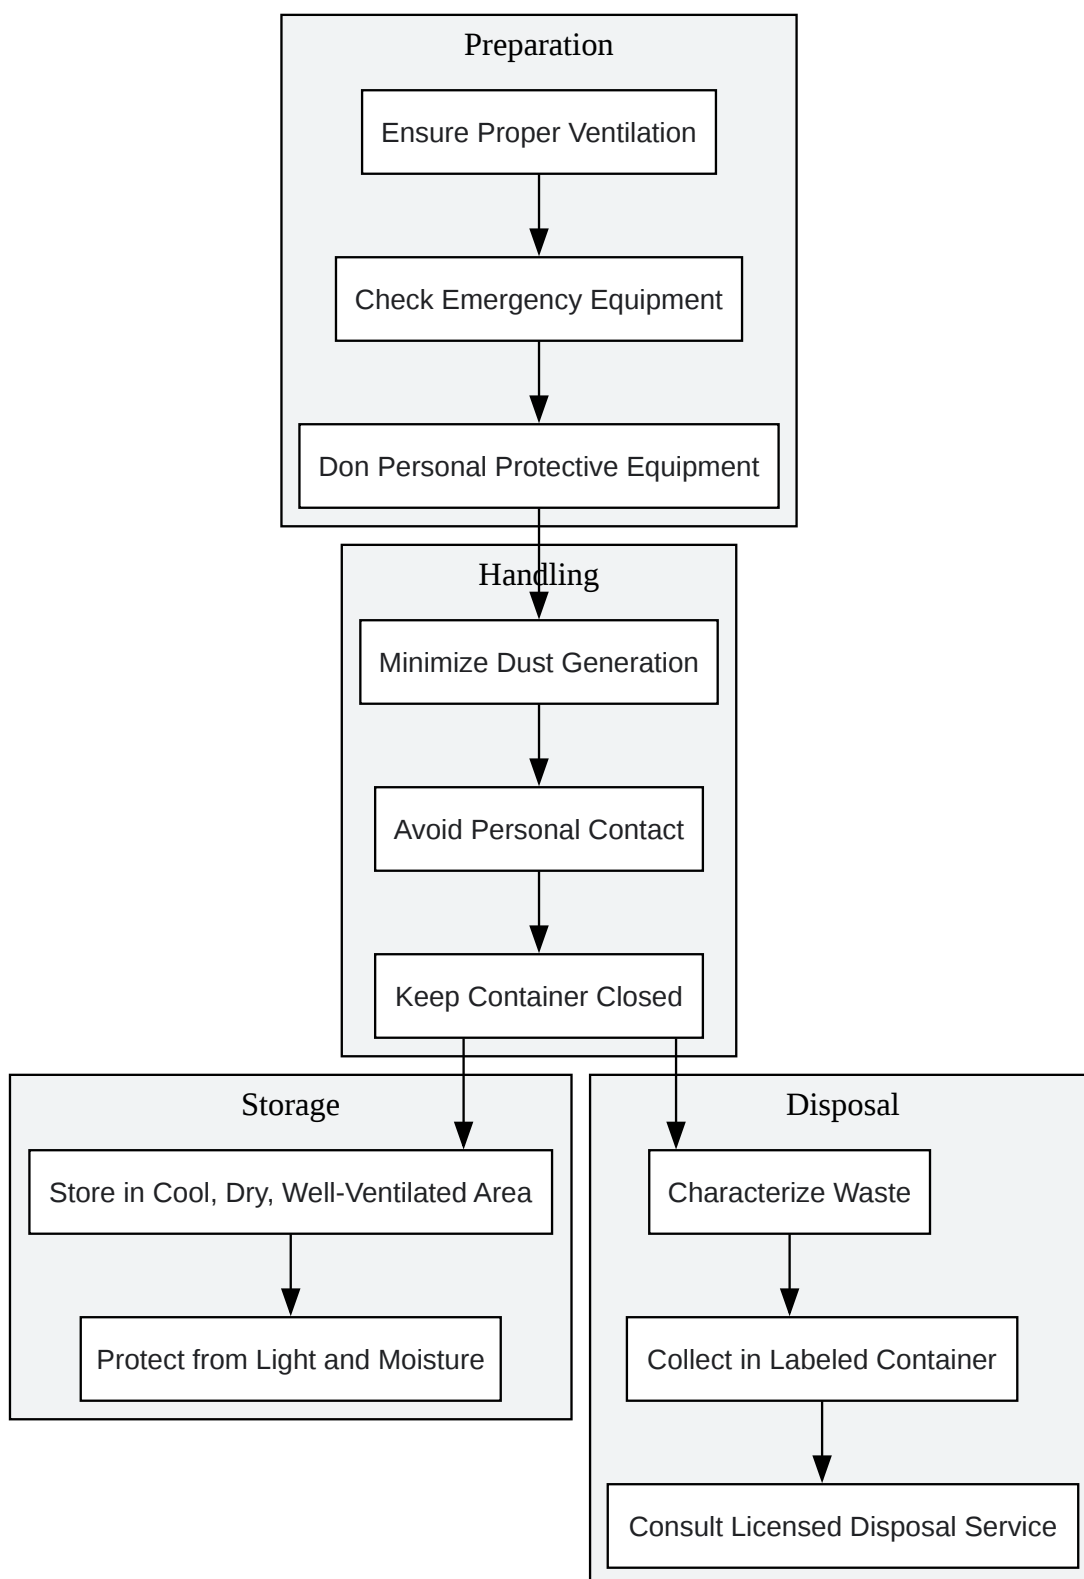 Preparation
Ensure Proper Ventilation
Check Emergency Equipment
Don Personal Protective Equipment
Handling
Minimize Dust Generation
Avoid Personal Contact
Keep Container Closed
Storage
Store in Cool, Dry, Well-Ventilated Area
Protect from Light and Moisture
Disposal
Characterize Waste
Collect in Labeled Container
Consult Licensed Disposal Service